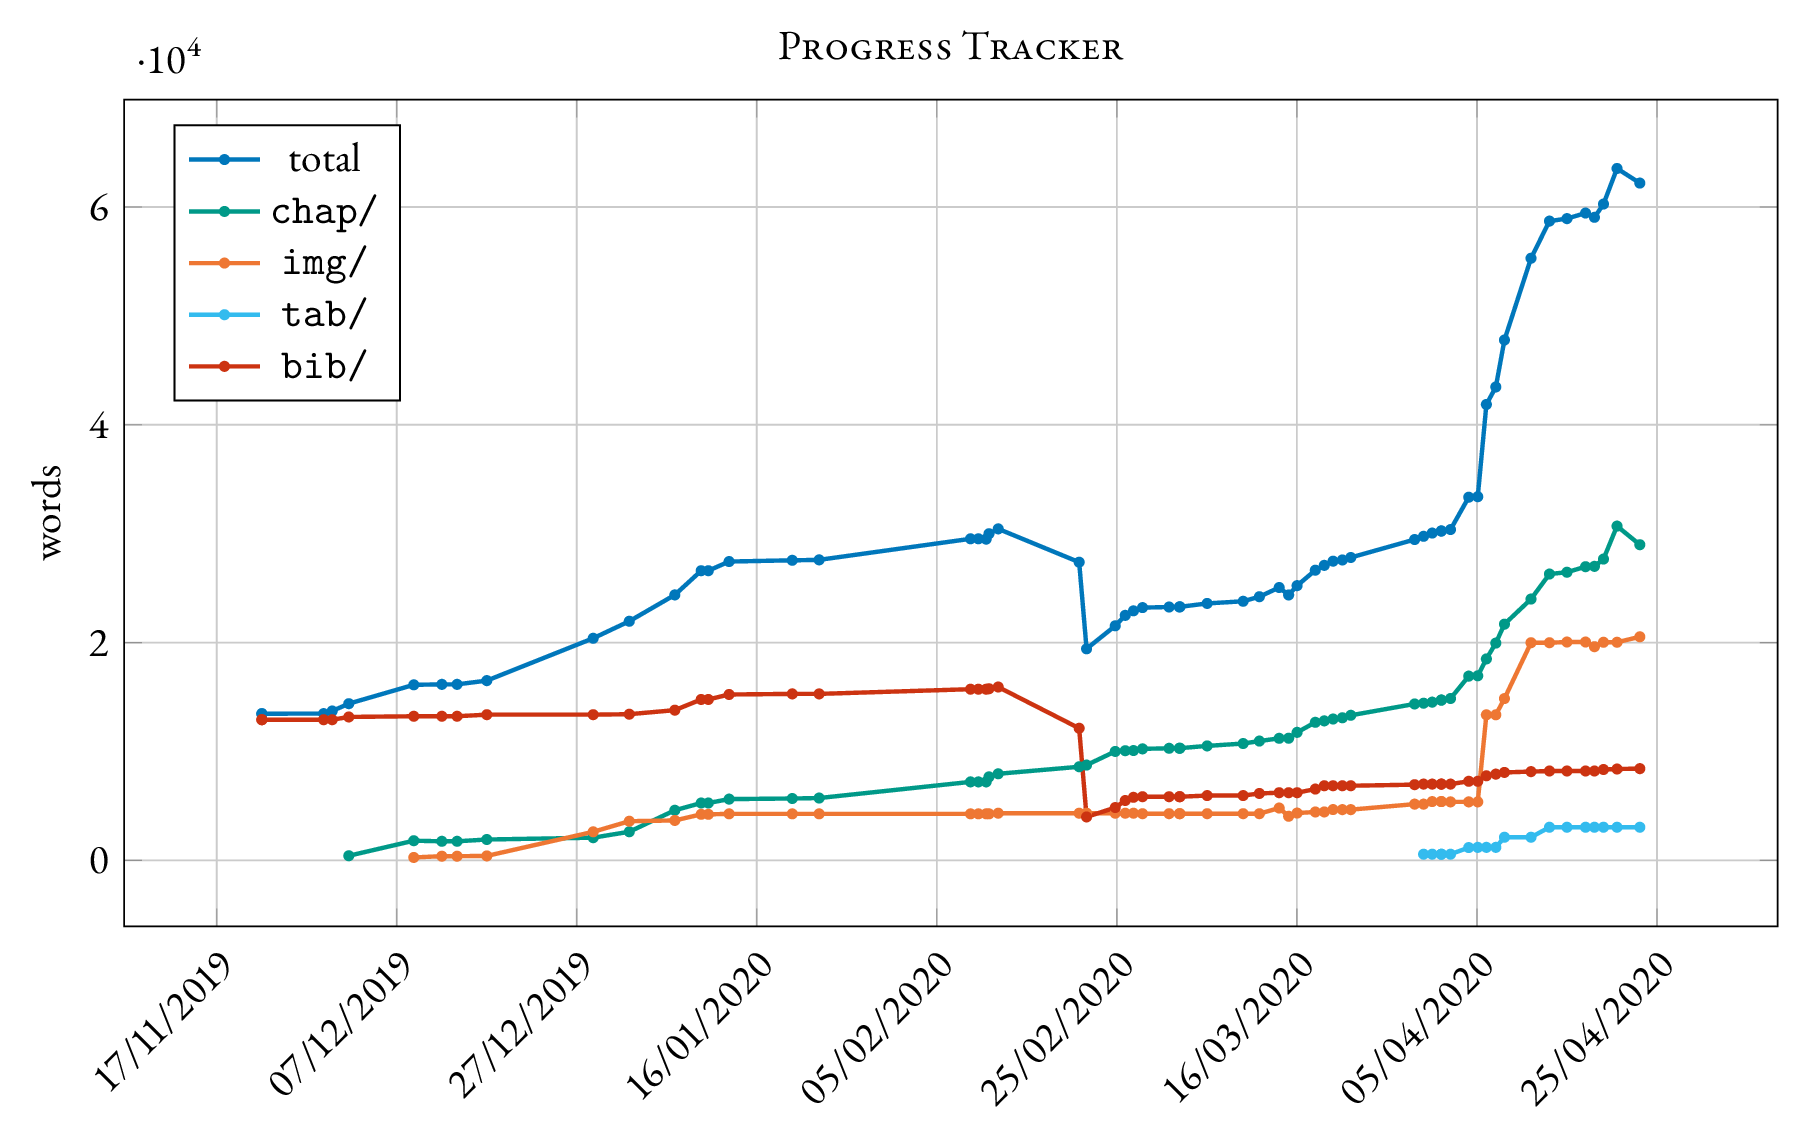 Progress Tracker
·10⁴
6
4
2
0
words
total
chap/
img/
tab/
bib/
17/11/2019
07/12/2019
27/12/2019
16/01/2020
05/02/2020
25/02/2020
16/03/2020
05/04/2020
25/04/2020